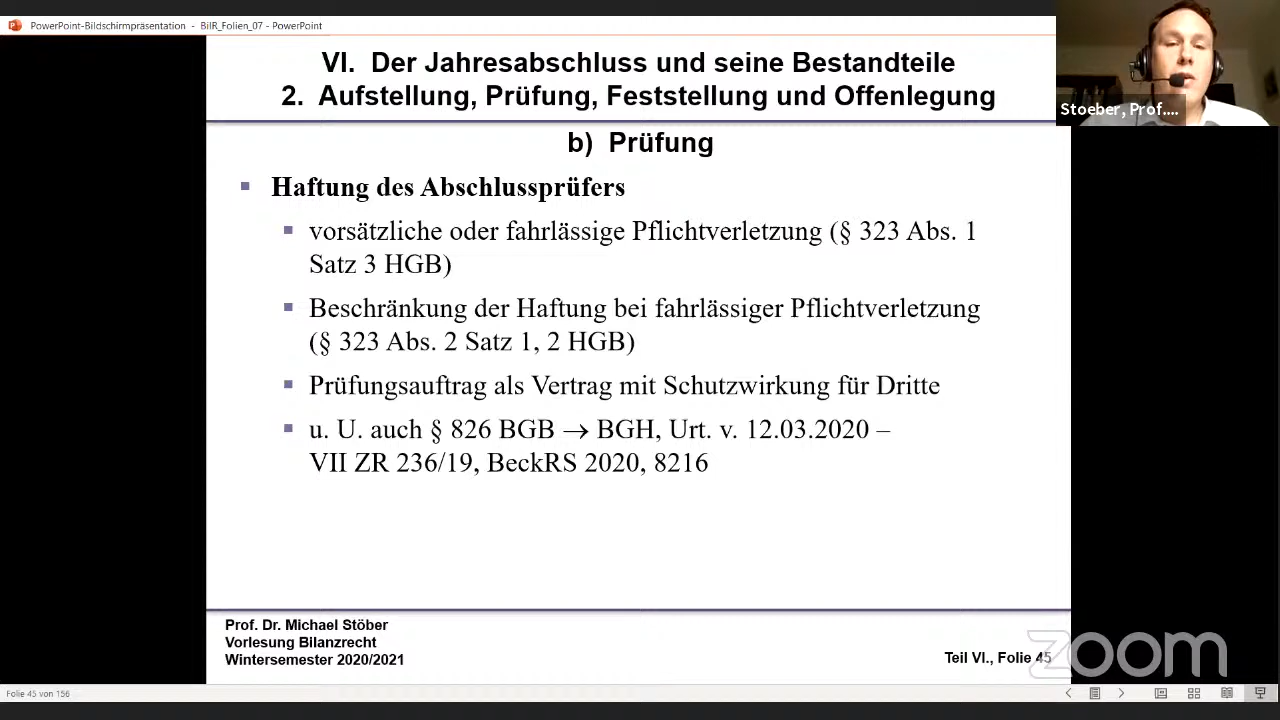 PowerPoint-Bildschirmpräsentation - BilR_Folien_07 - PowerPoint
VI. Der Jahresabschluss und seine Bestandteile
2. Aufstellung, Prüfung, Feststellung und Offenlegung
Stoeber, Prof....
b) Prüfung
Haftung des Abschlussprüfers
vorsätzliche oder fahrlässige Pflichtverletzung (§ 323 Abs. 1
Satz 3 HGB)
Beschränkung der Haftung bei fahrlässiger Pflichtverletzung
(§ 323 Abs. 2 Satz 1, 2 HGB)
Prüfungsauftrag als Vertrag mit Schutzwirkung für Dritte
u. U. auch § 826 BGB → BGH, Urt. v. 12.03.2020 –
VII ZR 236/19, BeckRS 2020, 8216
Prof. Dr. Michael Stöber
Vorlesung Bilanzrecht
Wintersemester 2020/2021
Teil VI., Folie 45
zoom
Folie 45 von 156